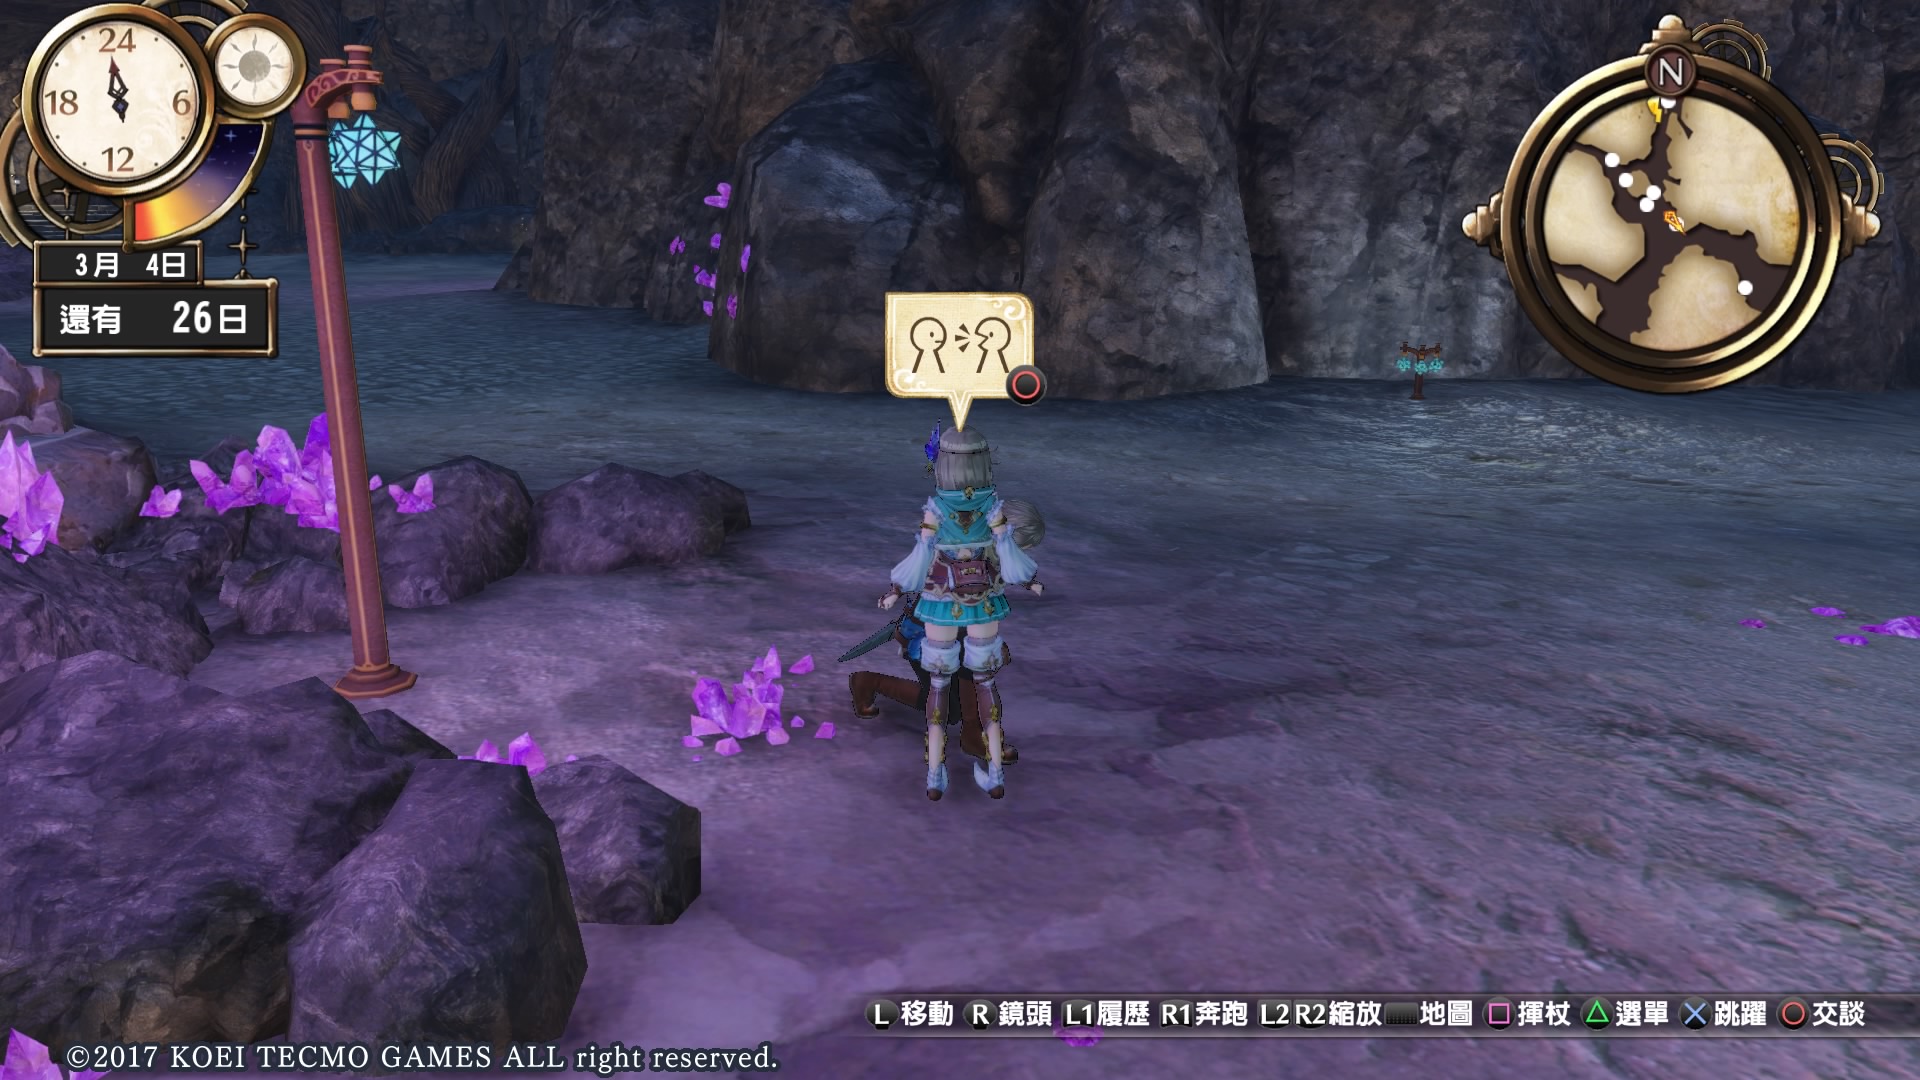 24
18
6
12
3月 4日
還有 26日
N
L 移動 R 鏡頭 L1 履歷 R1 奔跑 L2 R2 縮放 地圖 揮杖 選單 跳躍 交談
©2017 KOEI TECMO GAMES ALL right reserved.